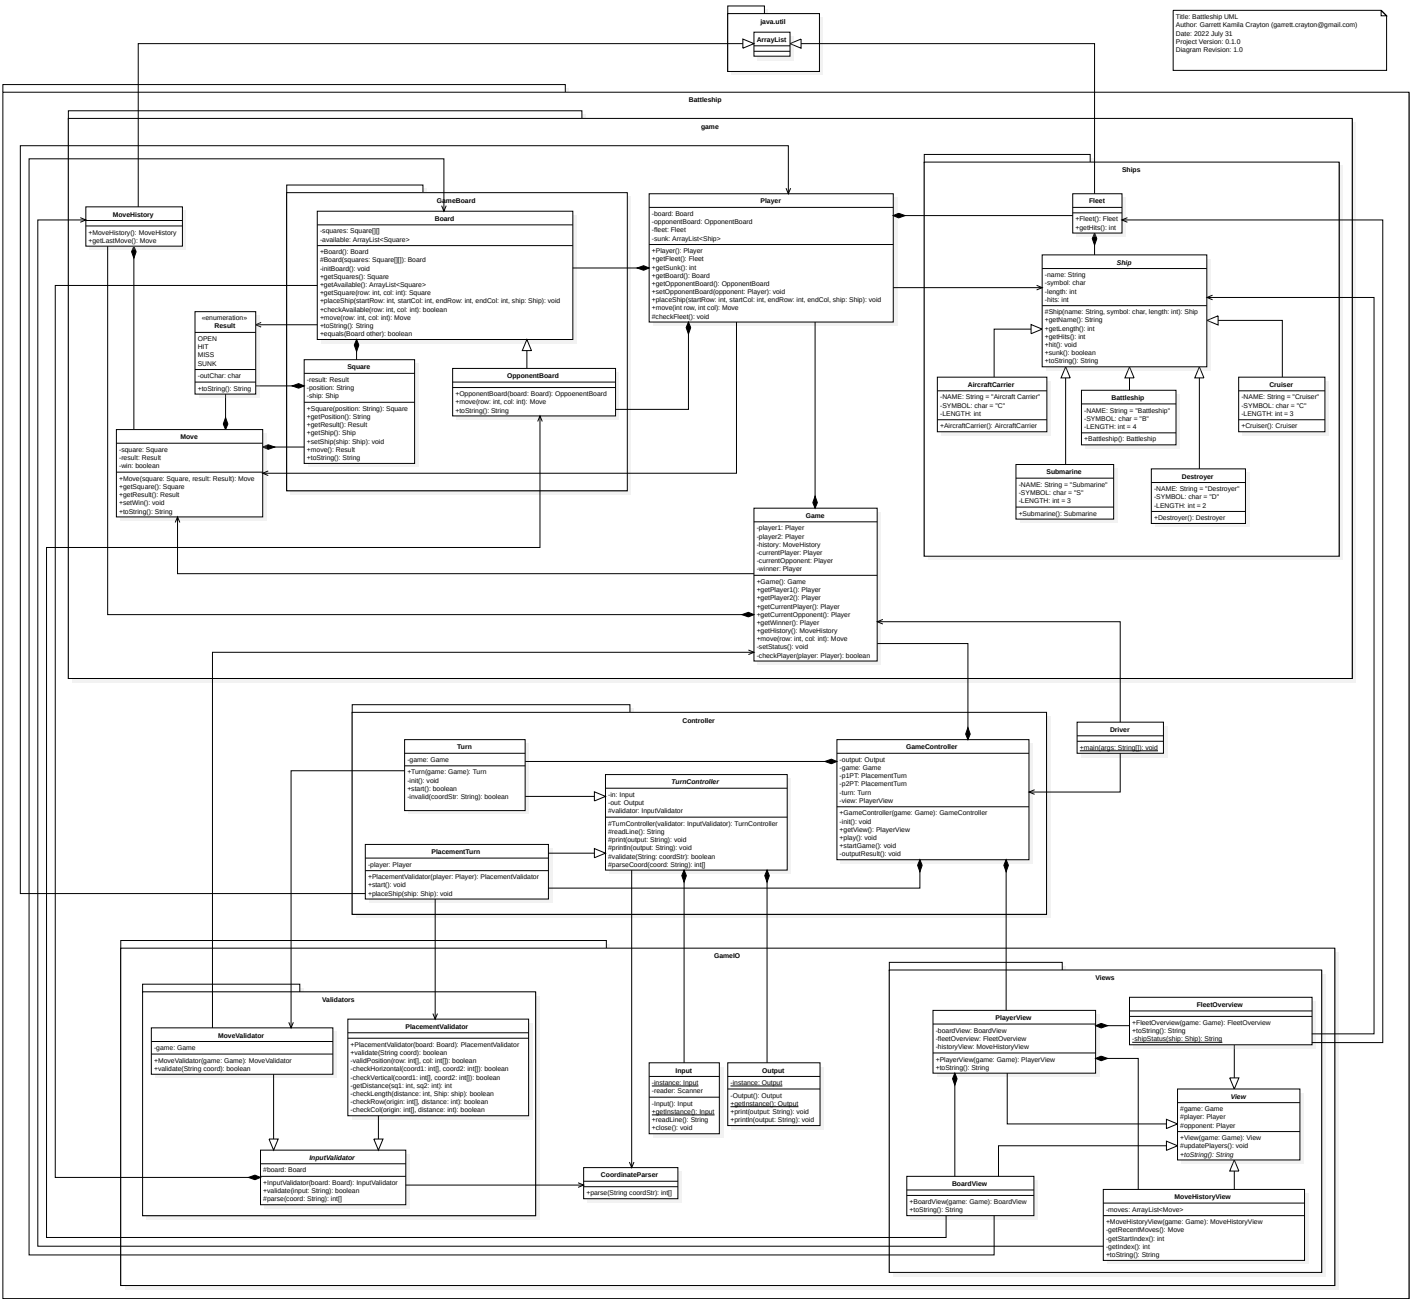 java.util
ArrayList
Title: Battleship UML
Author: Garrett Kamila Crayton (garrett.crayton@gmail.com)
Date: 2022 July 31
Project Version: 0.1.0
Diagram Revision: 1.0
Battleship
game
Ships
GameBoard
MoveHistory
+MoveHistory(): MoveHistory
+getLastMove(): Move
Board
-squares: Square[][]
-available: ArrayList<Square>
+Board(): Board
#Board(squares: Square[][]): Board
-initBoard(): void
+getSquares(): Square
+getAvailable(): ArrayList<Square>
+getSquare(row: int, col: int): Square
+placeShip(startRow: int, startCol: int, endRow: int, endCol: int, ship: Ship): void
+checkAvailable(row: int, col: int): boolean
+move(row: int, col: int): Move
+toString(): String
+equals(Board other): boolean
Player
-board: Board
-opponentBoard: OpponentBoard
-fleet: Fleet
-sunk: ArrayList<Ship>
+Player(): Player
+getFleet(): Fleet
+getSunk(): int
+getBoard(): Board
+getOpponentBoard(): OpponentBoard
+setOpponentBoard(opponent: Player): void
+placeShip(startRow: int, startCol: int, endRow: int, endCol, ship: Ship): void
+move(int row, int col): Move
#checkFleet(): void
Fleet
+Fleet(): Fleet
+getHits(): int
Ship
-name: String
-symbol: char
-length: int
-hits: int
#Ship(name: String, symbol: char, length: int): Ship
+getName(): String
+getLength(): int
+getHits(): int
+hit(): void
+sunk(): boolean
+toString(): String
«enumeration»
Result
OPEN
HIT
MISS
SUNK
-outChar: char
+toString(): String
Square
-result: Result
-position: String
-ship: Ship
+Square(position: String): Square
+getPosition(): String
+getResult(): Result
+getShip(): Ship
+setShip(ship: Ship): void
+move(): Result
+toString(): String
OpponentBoard
+OpponentBoard(board: Board): OppoenentBoard
+move(row: int, col: int): Move
+toString(): String
AircraftCarrier
-NAME: String = "Aircraft Carrier"
-SYMBOL: char = "C"
-LENGTH: int
+AircraftCarrier(): AircraftCarrier
Battleship
-NAME: String = "Battleship"
-SYMBOL: char = "B"
-LENGTH: int = 4
+Battleship(): Battleship
Cruiser
-NAME: String = "Cruiser"
-SYMBOL: char = "C"
-LENGTH: int = 3
+Cruiser(): Cruiser
Move
-square: Square
-result: Result
-win: boolean
+Move(square: Square, result: Result): Move
+getSquare(): Square
+getResult(): Result
+setWin(): void
+toString(): String
Submarine
-NAME: String = "Submarine"
-SYMBOL: char = "S"
-LENGTH: int = 3
+Submarine(): Submarine
Destroyer
-NAME: String = "Destroyer"
-SYMBOL: char = "D"
-LENGTH: int = 2
+Destroyer(): Destroyer
Game
-player1: Player
-player2: Player
-history: MoveHistory
-currentPlayer: Player
-currentOpponent: Player
-winner: Player
+Game(): Game
+getPlayer1(): Player
+getPlayer2(): Player
+getCurrentPlayer(): Player
+getCurrentOpponent(): Player
+getWinner(): Player
+getHistory(): MoveHistory
+move(row: int, col: int): Move
-setStatus(): void
-checkPlayer(player: Player): boolean
Controller
Driver
+main(args: String[]): void
Turn
-game: Game
+Turn(game: Game): Turn
-init(): void
+start(): boolean
-invalid(coordStr: String): boolean
GameController
-output: Output
-game: Game
-p1PT: PlacementTurn
-p2PT: PlacementTurn
-turn: Turn
-view: PlayerView
+GameController(game: Game): GameController
-init(): void
+getView(): PlayerView
+play(): void
+startGame(): void
-outputResult(): void
TurnController
-in: Input
-out: Output
#validator: InputValidator
#TurnController(validator: InputValidator): TurnController
#readLine(): String
#print(output: String): void
#println(output: String): void
#validate(String: coordStr): boolean
#parseCoord(coord: String): int[]
PlacementTurn
-player: Player
+PlacementValidator(player: Player): PlacementValidator
+start(): void
+placeShip(ship: Ship): void
GameIO
Validators
Views
MoveValidator
-game: Game
+MoveValidator(game: Game): MoveValidator
+validate(String coord): boolean
PlacementValidator
+PlacementValidator(board: Board): PlacementValidator
+validate(String coord): boolean
-validPosition(row: int[], col: int[]): boolean
-checkHorizontal(coord1: int[], coord2: int[]): boolean
-checkVertical(coord1: int[], coord2: int[]): boolean
-getDistance(sq1: int, sq2: int): int
-checkLength(distance: int, Ship: ship): boolean
-checkRow(origin: int[], distance: int): boolean
-checkCol(origin: int[], distance: int): boolean
InputValidator
#board: Board
+InputValidator(board: Board): InputValidator
+validate(input: String): boolean
#parse(coord: String): int[]
CoordinateParser
+parse(String coordStr): int[]
Input
-instance: Input
-reader: Scanner
-Input(): Input
+getInstance(): Input
+readLine(): String
+close(): void
Output
-instance: Output
-Output(): Output
+getInstance(): Output
+print(output: String): void
+println(output: String): void
PlayerView
-boardView: BoardView
-fleetOverview: FleetOverview
-historyView: MoveHistoryView
+PlayerView(game: Game): PlayerView
+toString(): String
FleetOverview
+FleetOverview(game: Game): FleetOverview
+toString(): String
-shipStatus(ship: Ship): String
View
#game: Game
#player: Player
#opponent: Player
+View(game: Game): View
#updatePlayers(): void
+toString(): String
BoardView
+BoardView(game: Game): BoardView
+toString(): String
MoveHistoryView
-moves: ArrayList<Move>
+MoveHistoryView(game: Game): MoveHistoryView
-getRecentMoves(): Move
-getStartIndex(): int
-getIndex(): int
+toString(): String